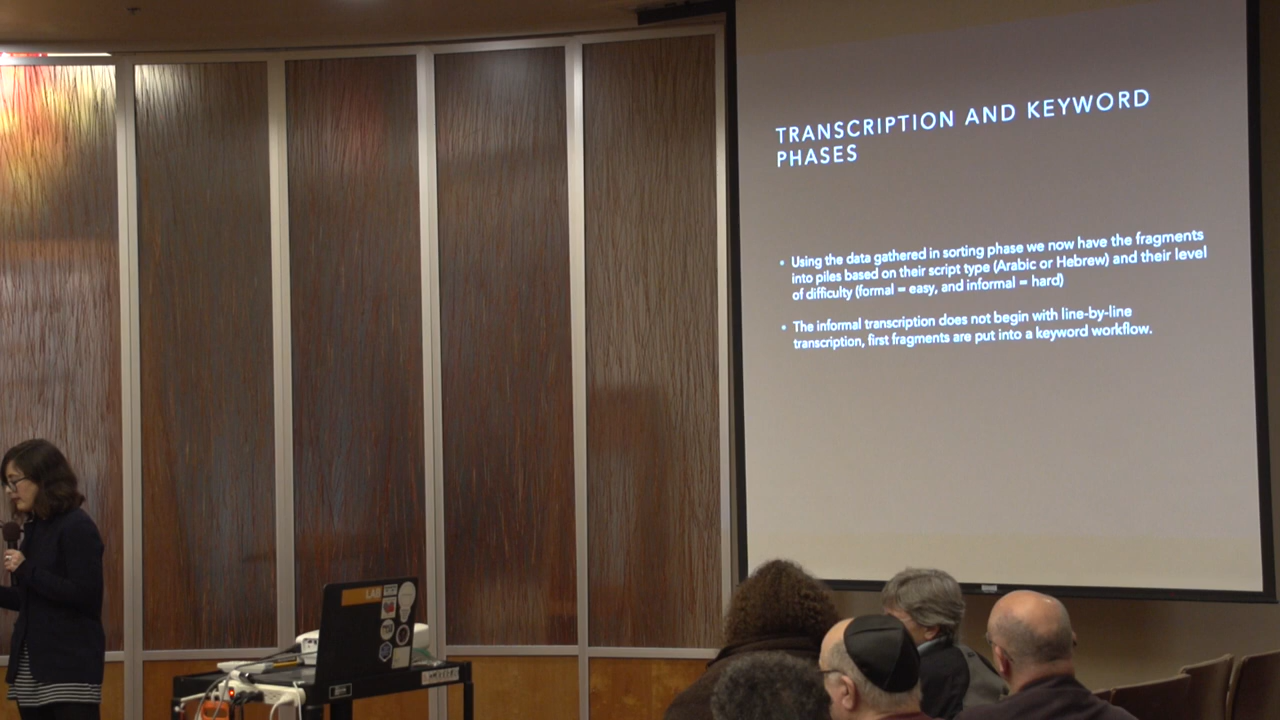 TRANSCRIPTION AND KEYWORD
PHASES
• Using the data gathered in sorting phase we now have the fragments
into piles based on their script type (Arabic or Hebrew) and their level
of difficulty (formal = easy, and informal = hard)
• The informal transcription does not begin with line-by-line
transcription, first fragments are put into a keyword workflow.
LAB